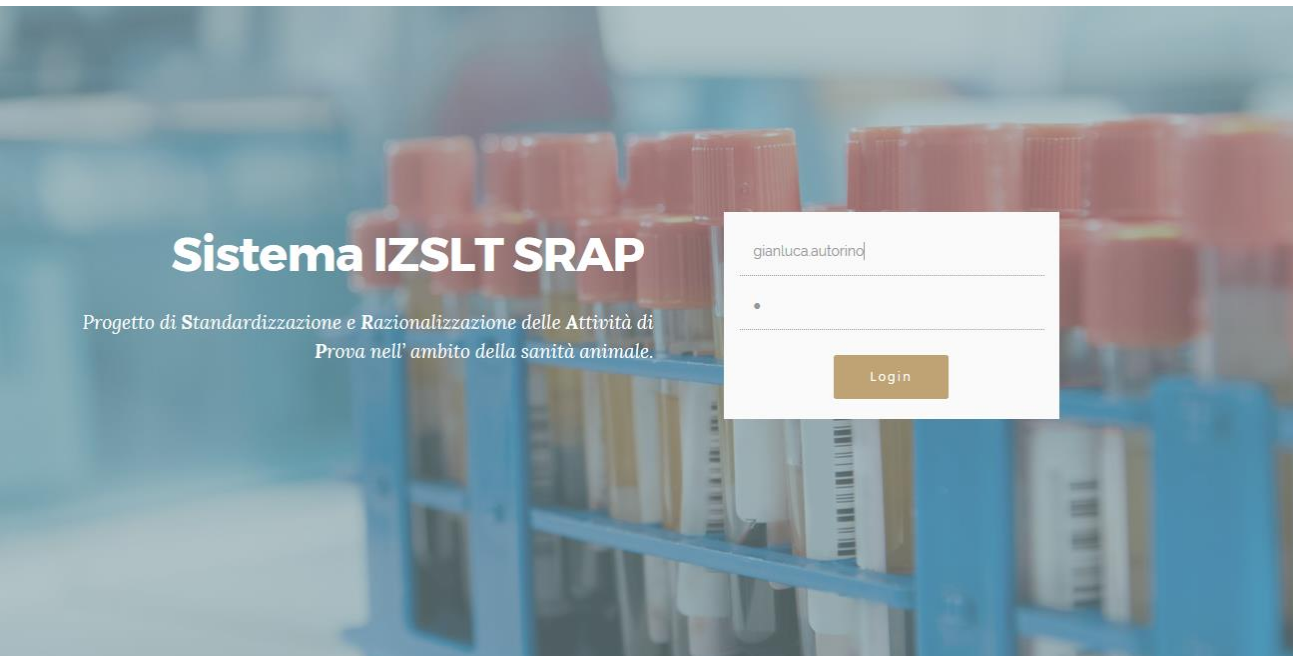 Sistema IZSLT SRAP
Progetto di Standardizzazione e Razionalizzazione delle Attività di
Prova nell' ambito della sanità animale.
gianluca.autorino
•
Login